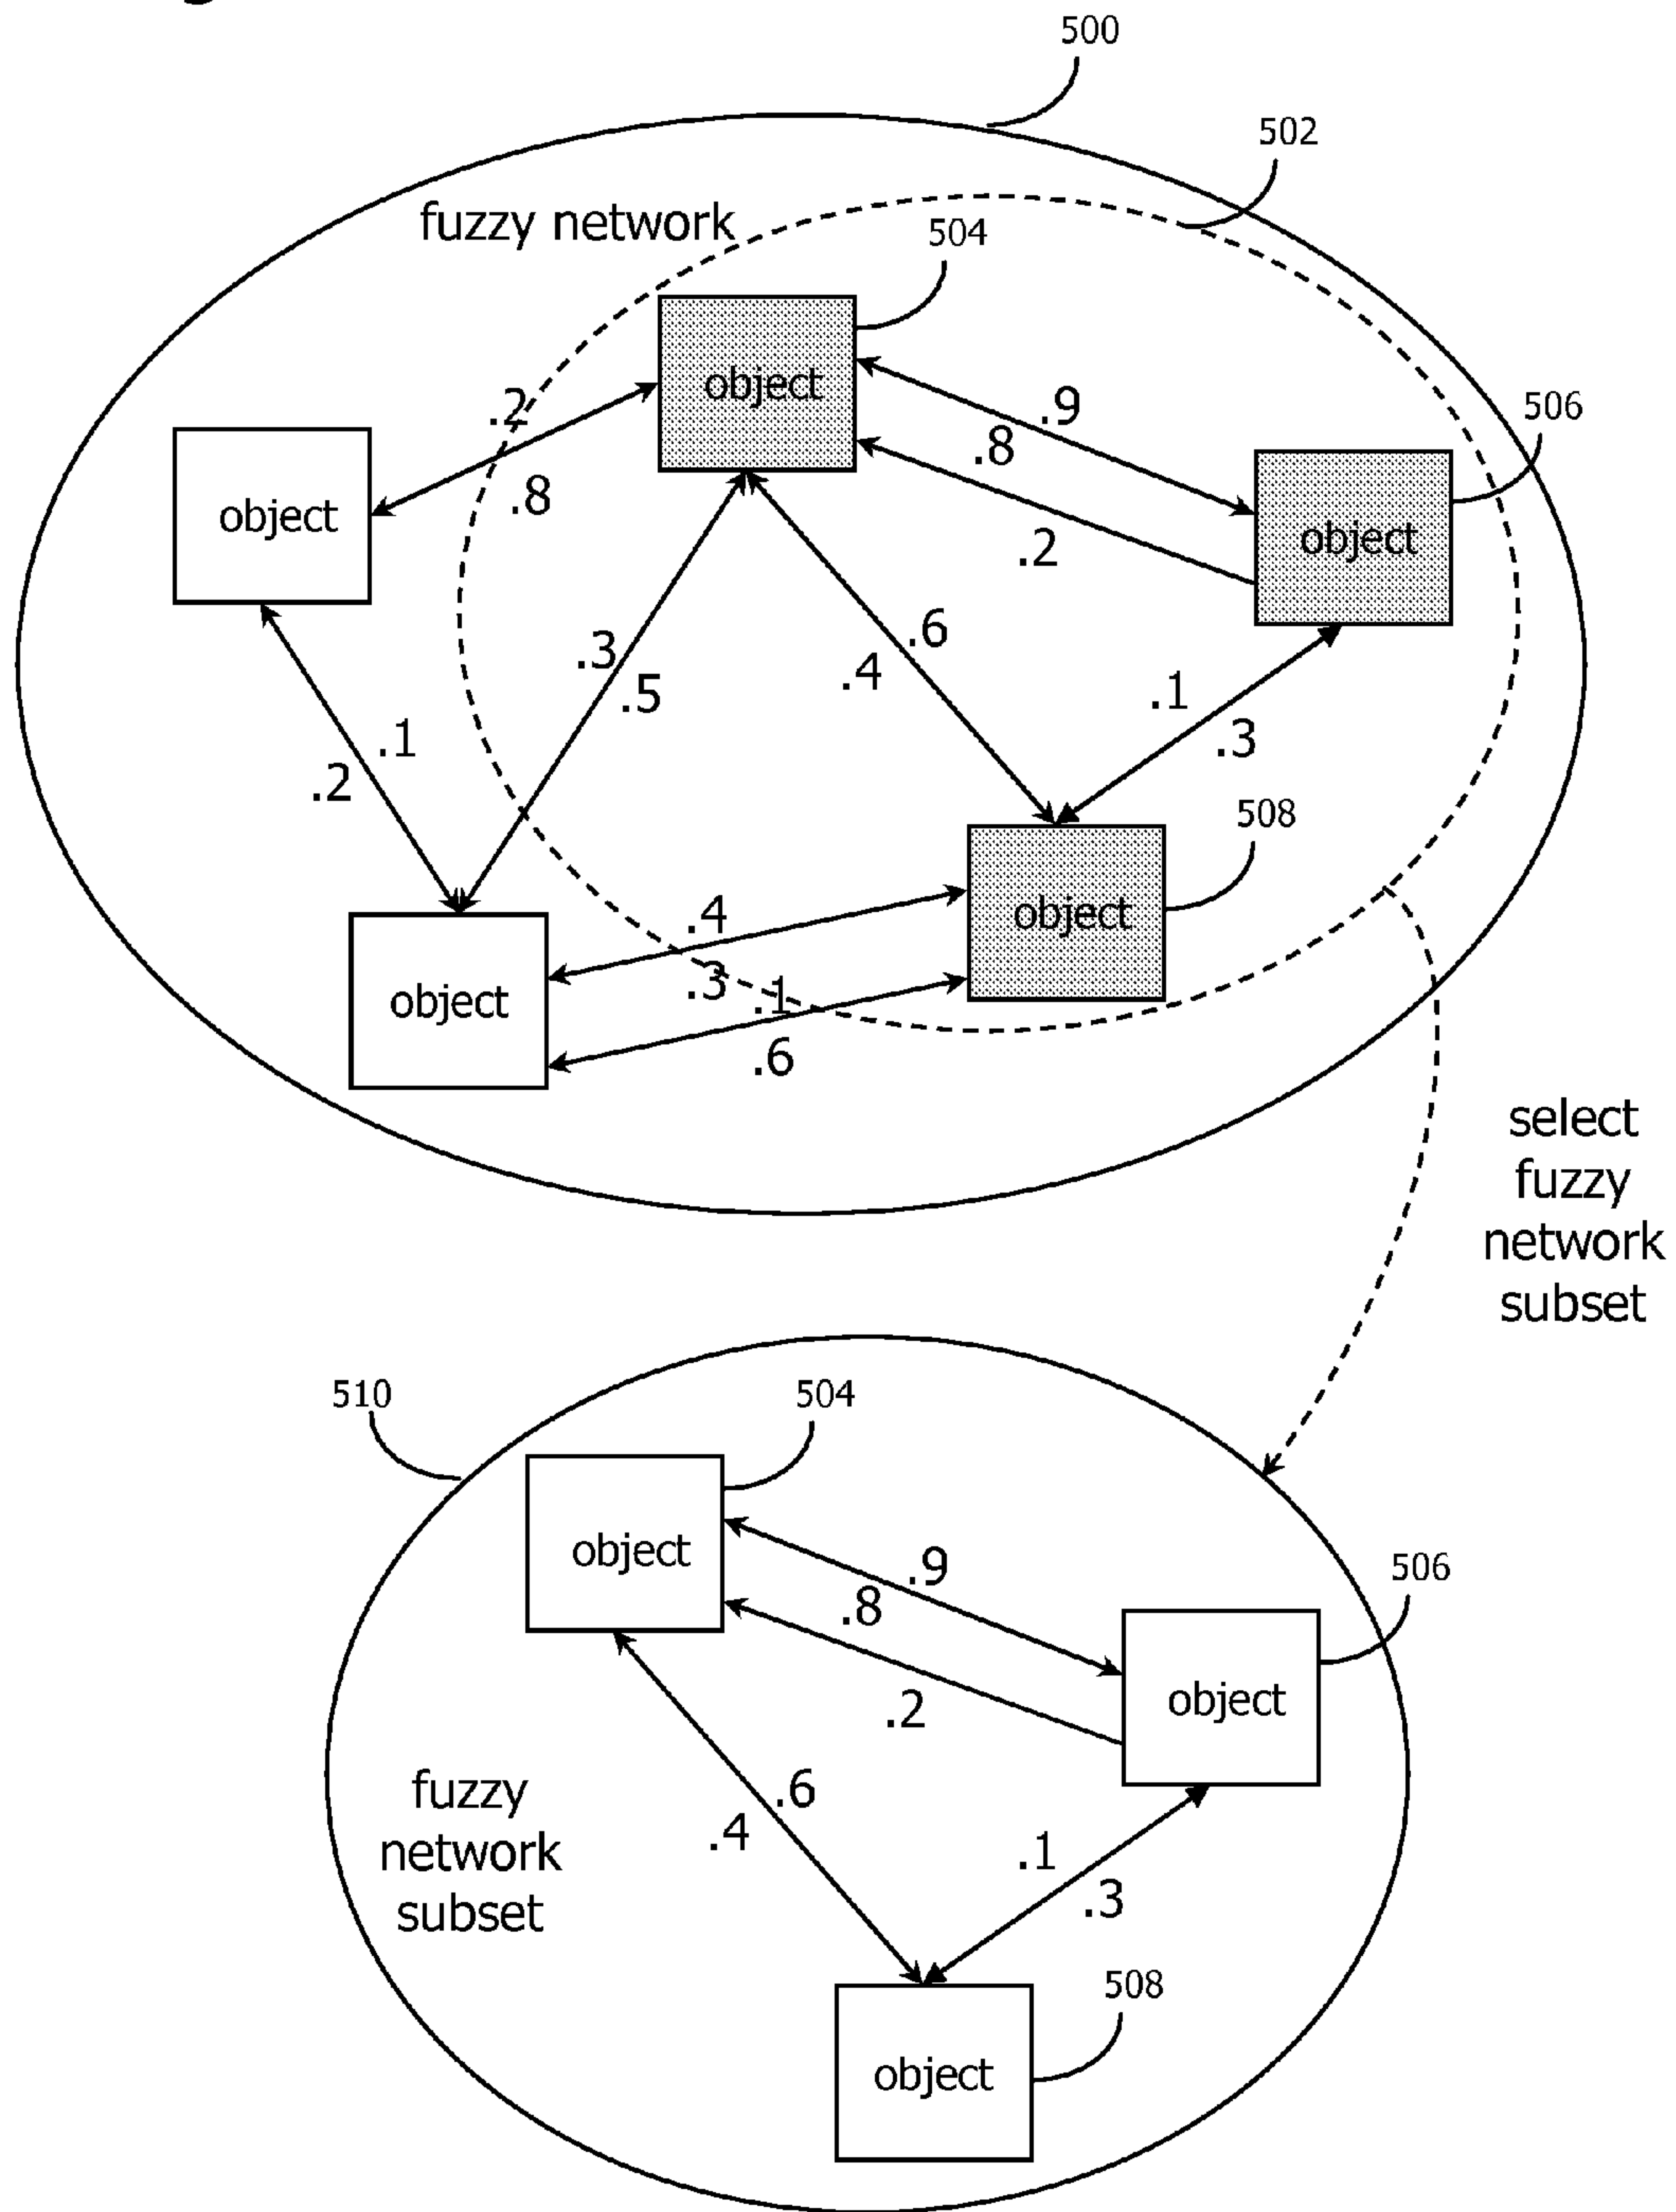 500
502
fuzzy network
504
.2
object
.9
506
.8
object
.8
object
.2
.6
.3
.4
.5
.1
.1
.3
.2
508
.4
object
.3
.1
object
.6
select
fuzzy
network
subset
510
504
object
.9
506
.8
object
.2
fuzzy
network
subset
.6
.4
.1
.3
508
object